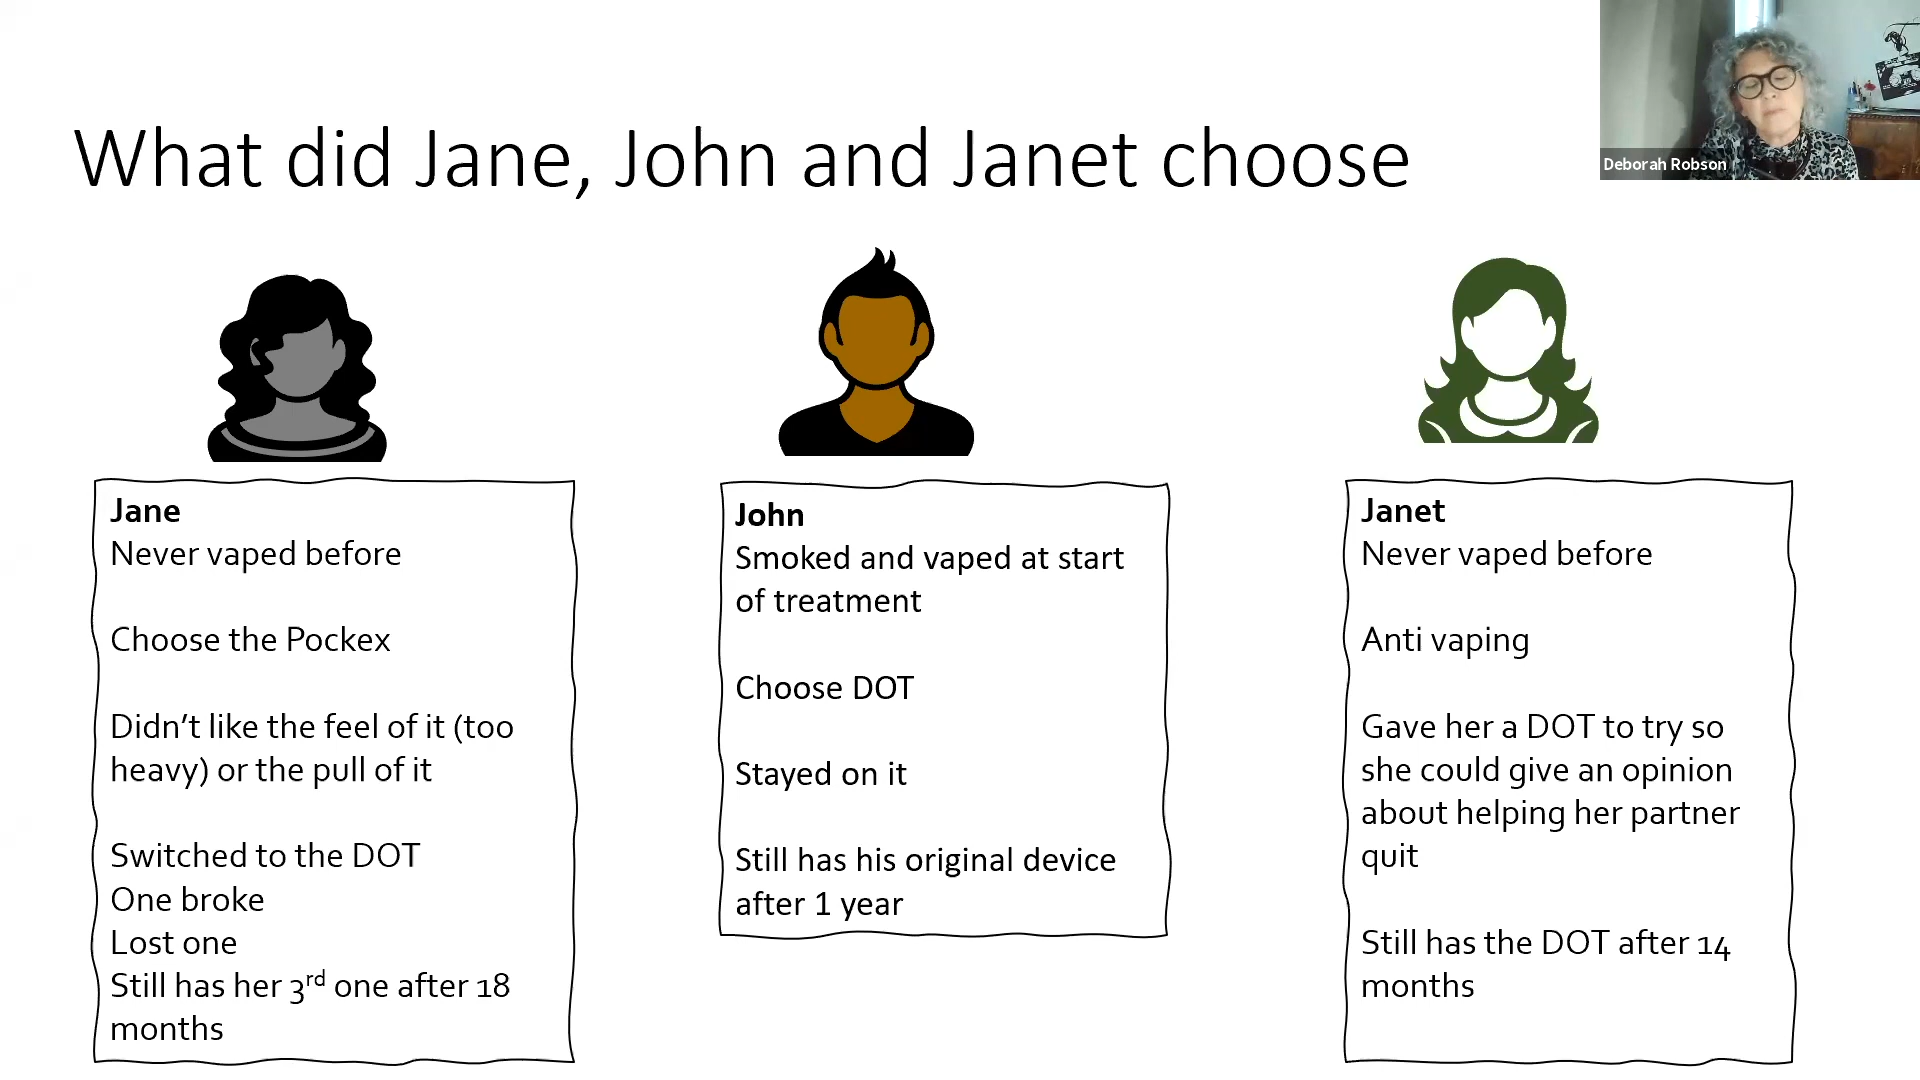 What did Jane, John and Janet choose
Deborah Robson
Jane
Never vaped before
Choose the Pockex
Didn’t like the feel of it (too
heavy) or the pull of it
Switched to the DOT
One broke
Lost one
Still has her 3rd one after 18
months
John
Smoked and vaped at start
of treatment
Choose DOT
Stayed on it
Still has his original device
after 1 year
Janet
Never vaped before
Anti vaping
Gave her a DOT to try so
she could give an opinion
about helping her partner
quit
Still has the DOT after 14
months